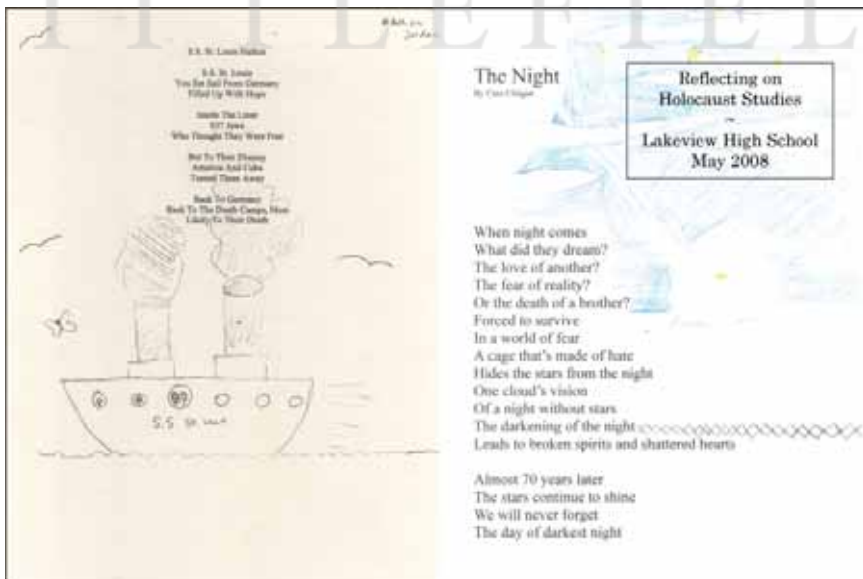 S.S. St. Louis Haikus
S.S. St. Louis
You Set Sail From Germany
Filled Up With Hope
Inside The Liner
937 Jews
Who Thought They Were Free
But To Their Dismay
America And Cuba
Turned Them Away
Back To Germany
Back To The Death Camps, Most
Likely To Their Death
S.S St
The Night
By
Reflecting on
Holocaust Studies
~
Lakeview High School
May 2008
When night comes
What did they dream?
The love of another?
The fear of reality?
Or the death of a brother?
Forced to survive
In a world of fear
A cage that's made of hate
Hides the stars from the night
One cloud's vision
Of a night without stars
The darkening of the night
Leads to broken spirits and shattered hearts
Almost 70 years later
The stars continue to shine
We will never forget
The day of darkest night